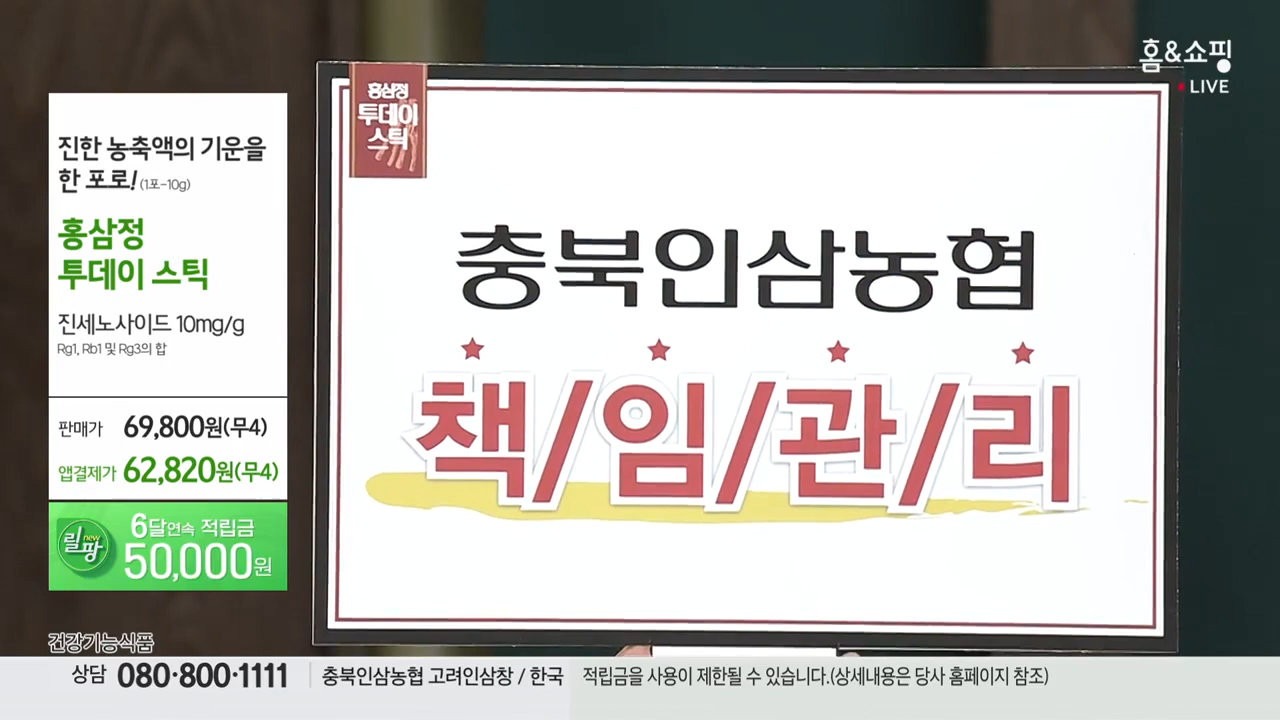 홈&쇼핑
LIVE
진한 농축액의 기운을
한 포로! (1포-10g)
홍삼정
투데이 스틱
진세노사이드 10mg/g
Rg1, Rb1 및 Rg3의 합
판매가 69,800원(무4)
앱결제가 62,820원(무4)
릴팡 new
6달연속 적립금
50,000원
홍삼정
투데이
스틱
충북인삼농협
책/임/관/리
건강기능식품
상담 080·800·1111
충북인삼농협 고려인삼창 / 한국
적립금을 사용이 제한될 수 있습니다.(상세내용은 당사 홈페이지 참조)